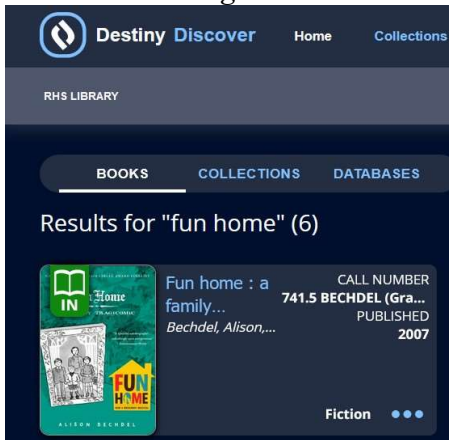 Destiny Discover Home Collections
RHS LIBRARY
BOOKS COLLECTIONS DATABASES
Results for "fun home" (6)
IN
Home
TRAGICOMIC
FUN
HOME
ALISON BECHDEL
Fun home : a
family...
Bechdel, Alison,...
CALL NUMBER
741.5 BECHDEL (Gra...
PUBLISHED
2007
Fiction